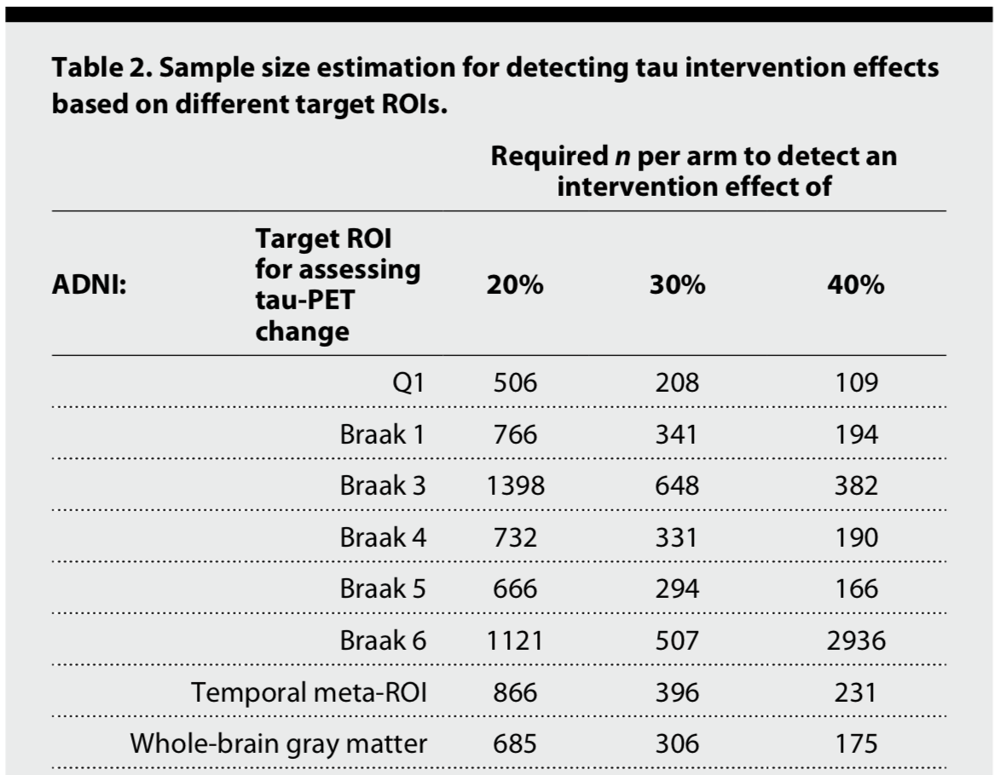 Table 2. Sample size estimation for detecting tau intervention effects
based on different target ROIs.
Required n per arm to detect an
intervention effect of
ADNI: Target ROI for assessing tau-PET change 20% 30% 40%
Q1 506 208 109
Braak 1 766 341 194
Braak 3 1398 648 382
Braak 4 732 331 190
Braak 5 666 294 166
Braak 6 1121 507 2936
Temporal meta-ROI 866 396 231
Whole-brain gray matter 685 306 175